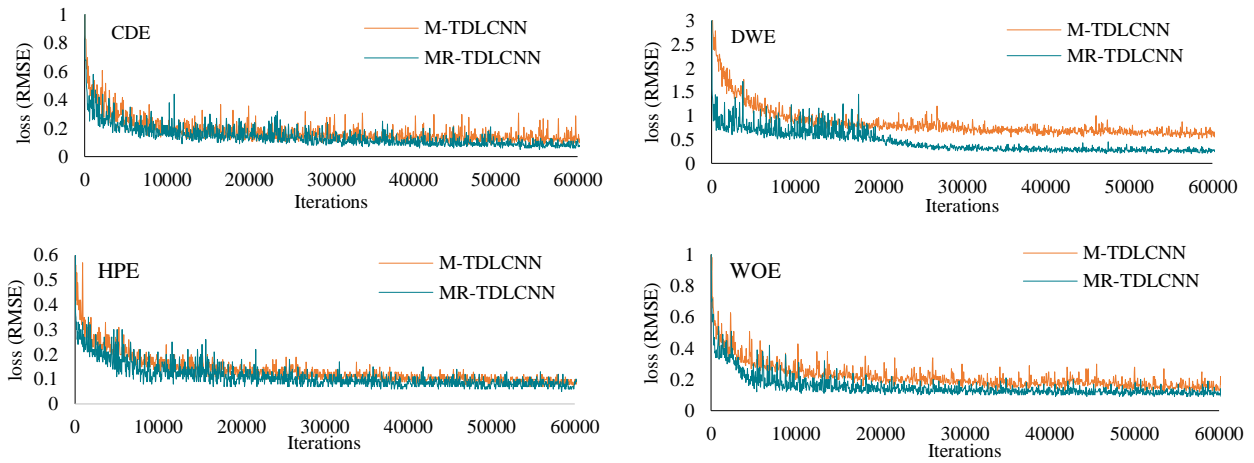 CDE
M-TDLCNN
MR-TDLCNN
loss (RMSE)
1
0.8
0.6
0.4
0.2
0
0 10000 20000 30000 40000 50000 60000
Iterations
DWE
M-TDLCNN
MR-TDLCNN
loss (RMSE)
3
2.5
2
1.5
1
0.5
0
0 10000 20000 30000 40000 50000 60000
Iterations
HPE
M-TDLCNN
MR-TDLCNN
loss (RMSE)
0.6
0.5
0.4
0.3
0.2
0.1
0
0 10000 20000 30000 40000 50000 60000
Iterations
WOE
M-TDLCNN
MR-TDLCNN
loss (RMSE)
1
0.8
0.6
0.4
0.2
0
0 10000 20000 30000 40000 50000 60000
Iterations